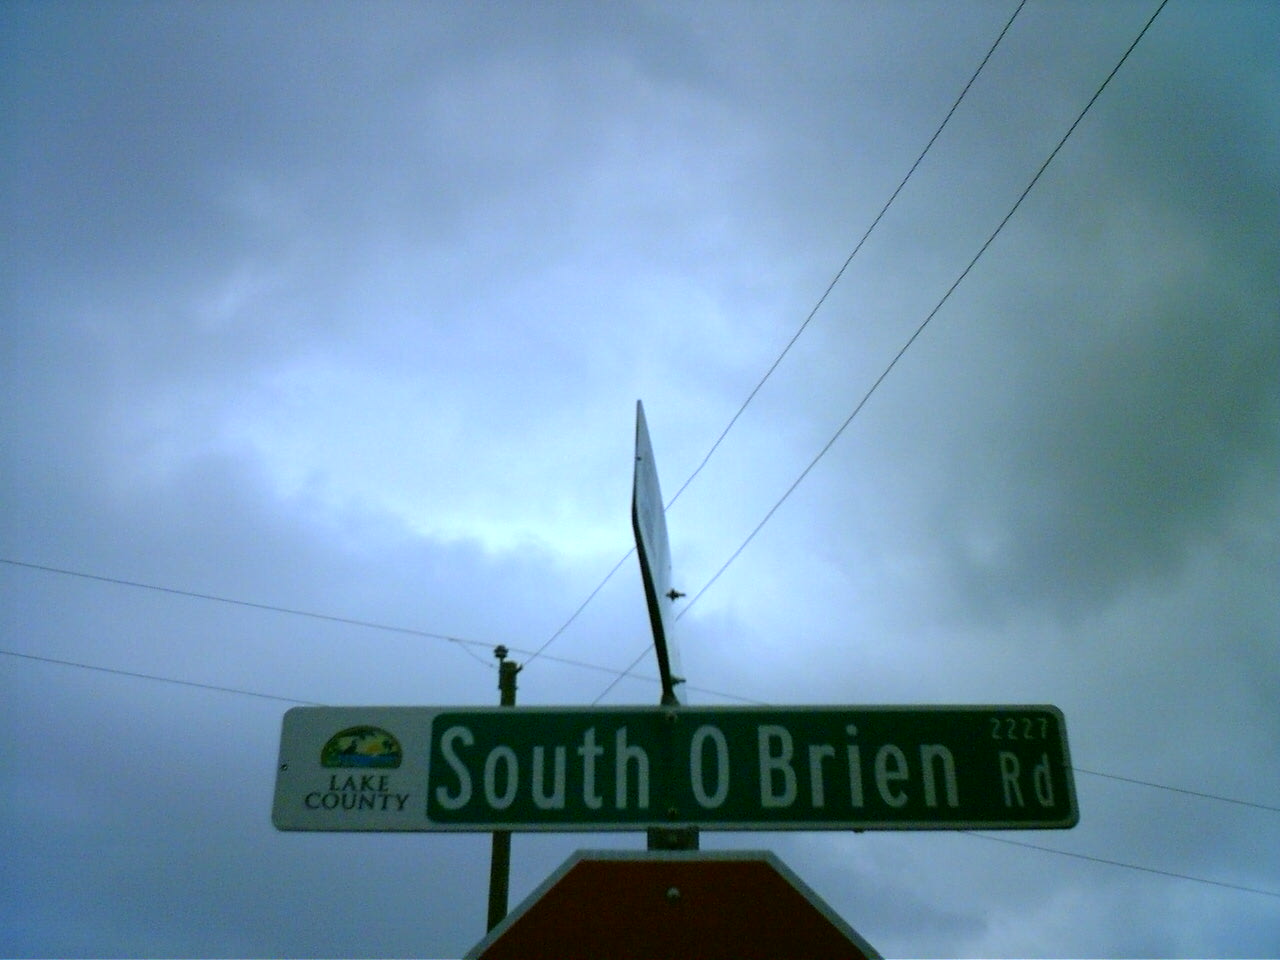 LAKE
COUNTY
South O Brien Rd
2227